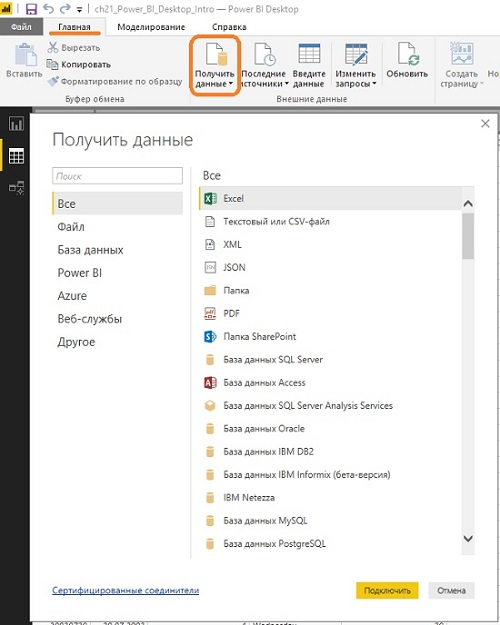 ch21_Power_BI_Desktop_Intro - Power BI Desktop
Файл Главная Моделирование Справка
Вставить
Вырезать
Копировать
Форматирование по образцу
Буфер обмена
Получить данные
Последние источники
Ввести данные
Изменить запросы
Внешние данные
Обновить
Создать страницу
Но
Получить данные
Поиск
Все
Файл
База данных
Power BI
Azure
Веб-службы
Другое
Все
Excel
Текстовый или CSV-файл
XML
JSON
Папка
PDF
Папка SharePoint
База данных SQL Server
База данных Access
База данных SQL Server Analysis Services
База данных Oracle
База данных IBM DB2
База данных IBM Informix (бета-версия)
IBM Netezza
База данных MySQL
База данных PostgreSQL
Сертифицированные соединители
Подключить
Отмена